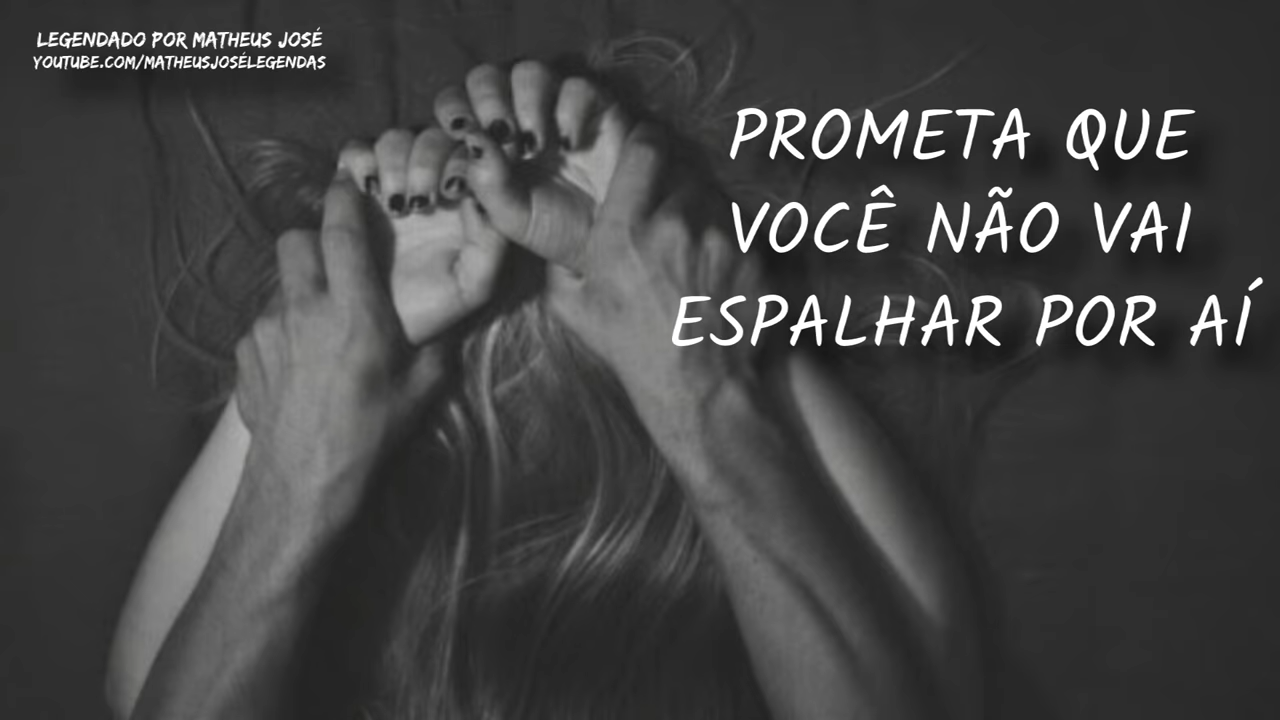 LEGENDADO POR MATHEUS JOSÉ
YOUTUBE.COM/MATHEUSJOSÉLEGENDAS
PROMETA QUE
VOCÊ NÃO VAI
ESPALHAR POR AÍ